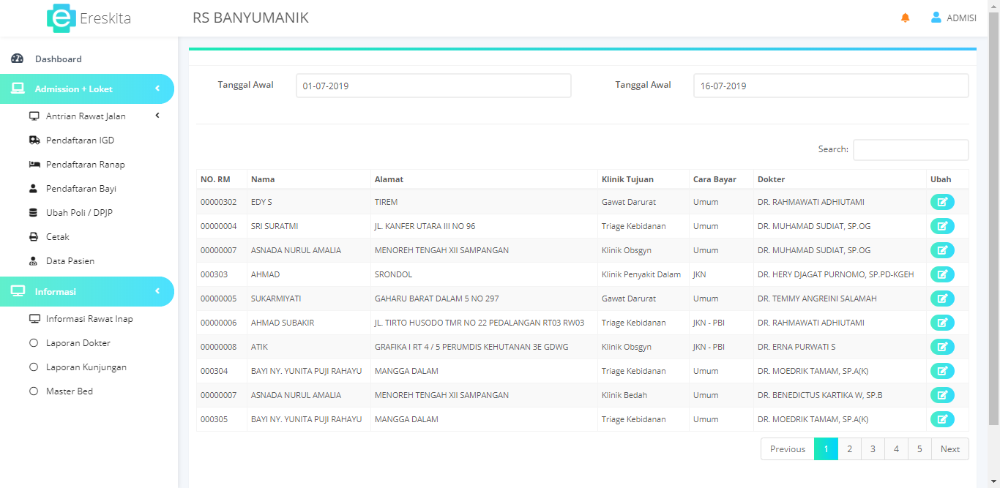 e Ereskita
RS BANYUMANIK
ADMISI
Dashboard
Admission + Loket
Antrian Rawat Jalan
Pendaftaran IGD
Pendaftaran Ranap
Pendaftaran Bayi
Ubah Poli / DPJP
Cetak
Data Pasien
Informasi
Informasi Rawat Inap
Laporan Dokter
Laporan Kunjungan
Master Bed
Tanggal Awal 01-07-2019 Tanggal Awal 16-07-2019
Search:
NO. RM Nama Alamat Klinik Tujuan Cara Bayar Dokter Ubah
00000302 EDY S TIREM Gawat Darurat Umum DR. RAHMAWATI ADHIUTAMI
00000004 SRI SURATMI JL. KANFER UTARA III NO 96 Triage Kebidanan Umum DR. MUHAMAD SUDIAT, SP.OG
00000007 ASNADA NURUL AMALIA MENOREH TENGAH XII SAMPANGAN Klinik Obsgyn Umum DR. MUHAMAD SUDIAT, SP.OG
000303 AHMAD SRONDOL Klinik Penyakit Dalam JKN DR. HERY DJAGAT PURNOMO, SP.PD-KGEH
00000005 SUKARMIYATI GAHARU BARAT DALAM 5 NO 297 Gawat Darurat Umum DR. TEMMY ANGREINI SALAMAH
00000006 AHMAD SUBAKIR JL. TIRTO HUSODO TMR NO 22 PEDALANGAN RT03 RW03 Triage Kebidanan JKN - PBI DR. RAHMAWATI ADHIUTAMI
00000008 ATIK GRAFIKA I RT 4 / 5 PERUMDIS KEHUTANAN 3E GDWG Klinik Obsgyn JKN - PBI DR. ERNA PURWATI S
000304 BAYI NY. YUNITA PUJI RAHAYU MANGGA DALAM Triage Kebidanan Umum DR. MOEDRIK TAMAM, SP.A(K)
00000007 ASNADA NURUL AMALIA MENOREH TENGAH XII SAMPANGAN Klinik Bedah Umum DR. BENEDICTUS KARTIKA W, SP.B
000305 BAYI NY. YUNITA PUJI RAHAYU MANGGA DALAM Triage Kebidanan Umum DR. MOEDRIK TAMAM, SP.A(K)
Previous 1 2 3 4 5 Next